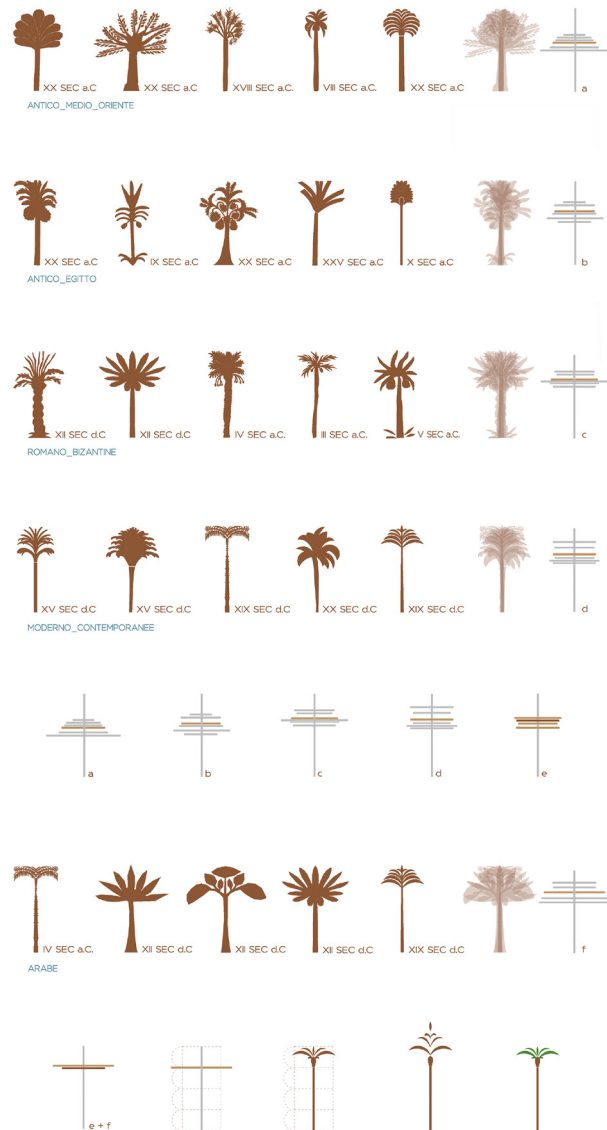 XX SEC a.C XX SEC a.C XVIII SEC a.C. VIII SEC a.C. XX SEC a.C a
ANTICO_MEDIO_ORIENTE
XX SEC a.C IX SEC a.C XX SEC a.C XXV SEC a.C X SEC a.C b
ANTICO_EGITTO
XII SEC d.C XII SEC d.C IV SEC a.C. III SEC a.C. V SEC a.C. c
ROMANO_BIZANTINE
XV SEC d.C XV SEC d.C XIX SEC d.C XX SEC d.C XIX SEC d.C d
MODERNO_CONTEMPORANEE
a b c d e
IV SEC a.C. XII SEC d.C XII SEC d.C XII SEC d.C XIX SEC d.C f
ARABE
e + f